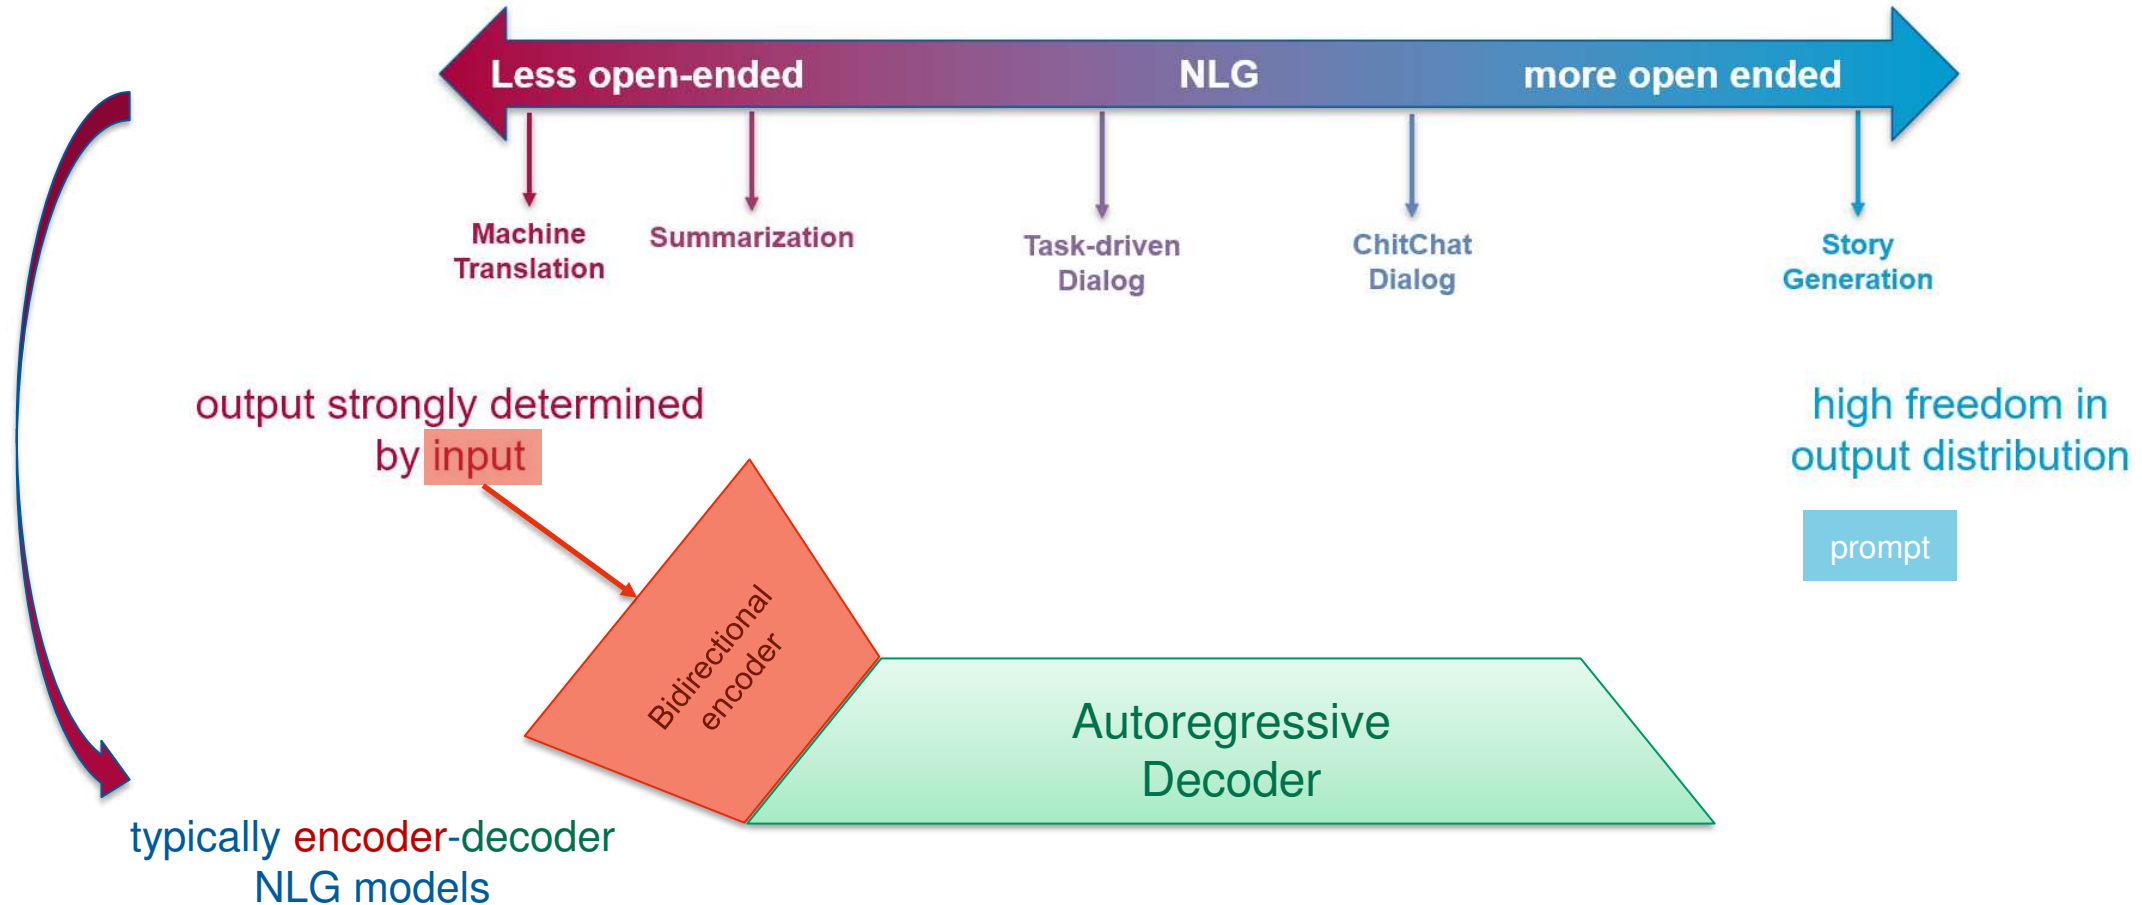 Less open-ended NLG more open ended
Machine
Translation
Summarization
Task-driven
Dialog
ChitChat
Dialog
Story
Generation
output strongly determined
by input
high freedom in
output distribution
prompt
Bidirectional
encoder
Autoregressive
Decoder
typically encoder-decoder
NLG models